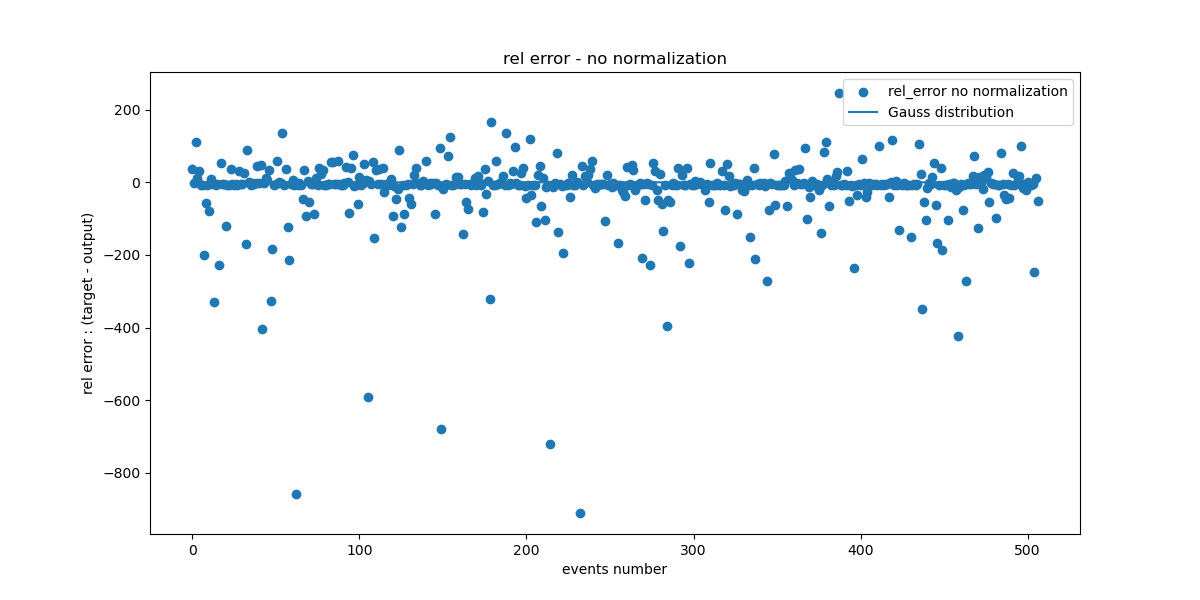 rel error - no normalization
rel_error no normalization
Gauss distribution
200
0
−200
−400
−600
−800
rel error : (target - output)
0
100
200
300
400
500
events number